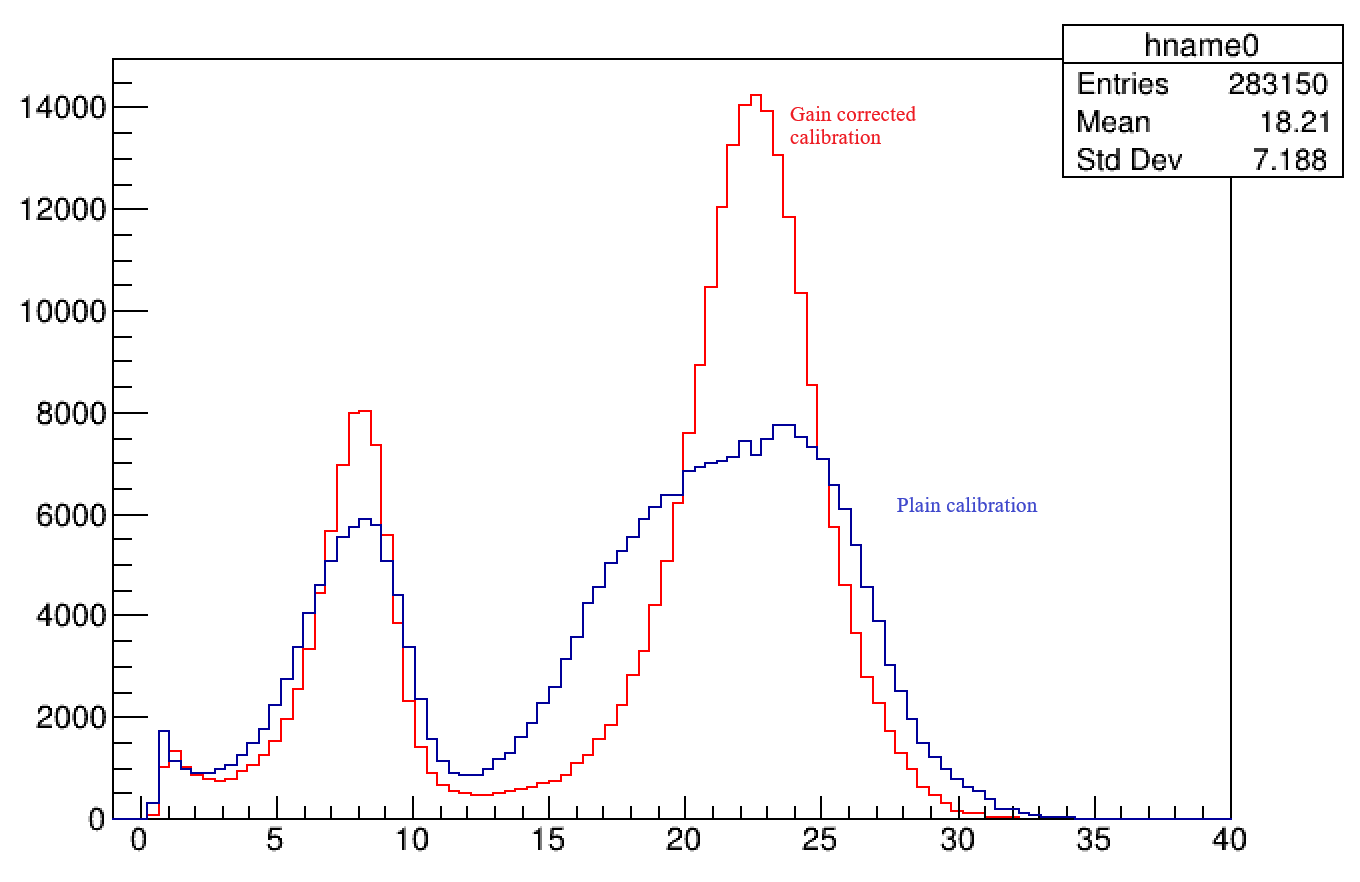 hname0
Entries 283150
Mean 18.21
Std Dev 7.188
Gain corrected
calibration
Plain calibration
14000
12000
10000
8000
6000
4000
2000
0
0 5 10 15 20 25 30 35 40